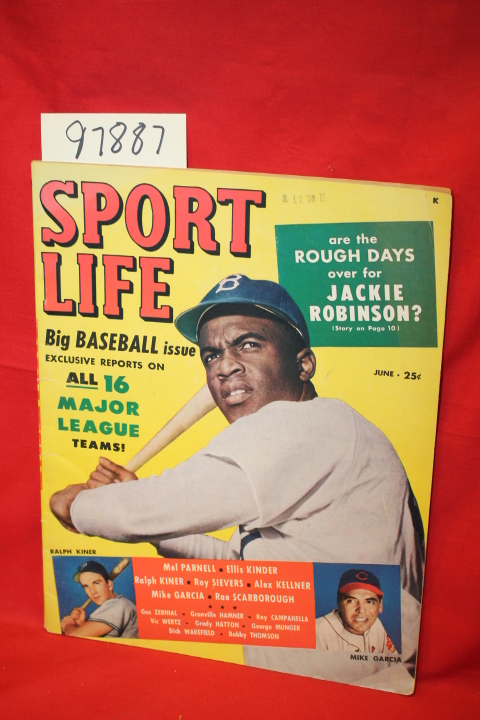 97887
K
SPORT
LIFE
are the
ROUGH DAYS
over for
JACKIE
ROBINSON?
(Story on Page 10)
B
Big BASEBALL issue
EXCLUSIVE REPORTS ON
ALL 16
MAJOR
LEAGUE
TEAMS!
JUNE • 25¢
RALPH KINER
Mel PARNELL • Ellis KINDER
Ralph KINER • Roy SIEVERS • Alex KELLNER
Mike GARCIA • Rae SCARBOROUGH
Gus ZERNIAL • Granville HAMNER • Roy CAMPANELLA
Vic WERTZ • Grady HATTON • George MUNGER
Dick WAKEFIELD • Bobby THOMSON
MIKE GARCIA